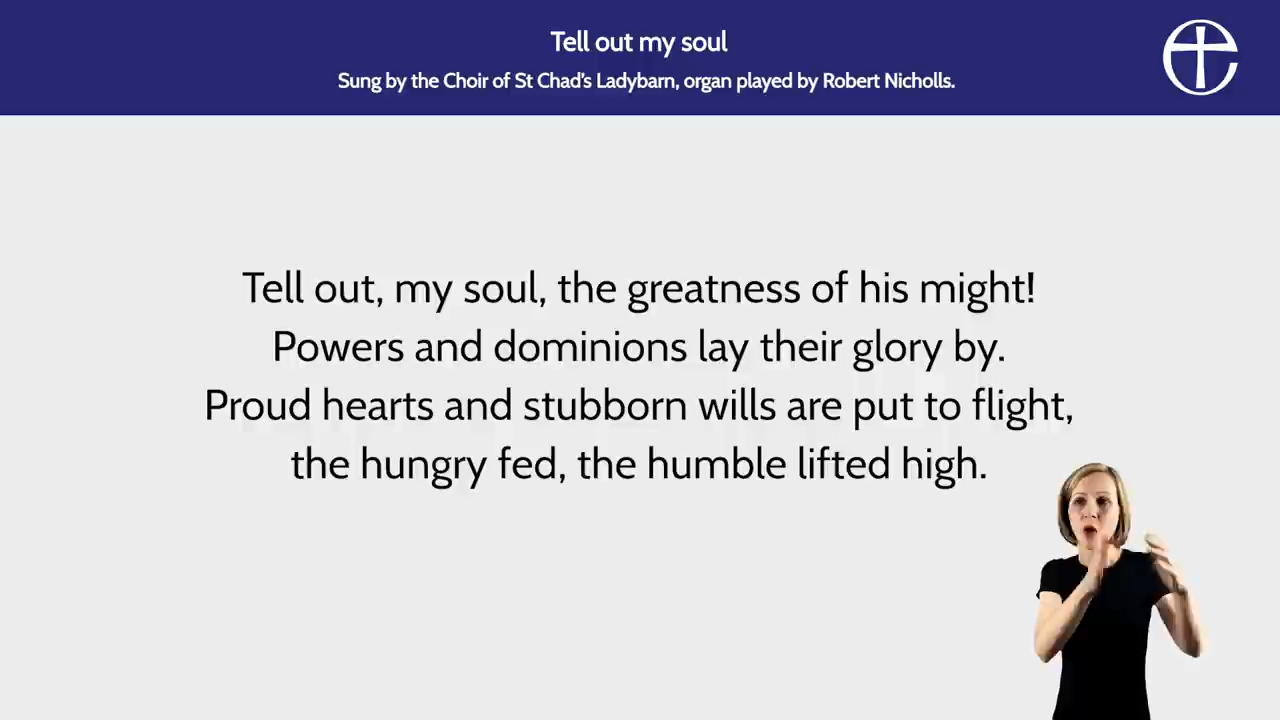 Tell out my soul
Sung by the Choir of St Chad's Ladybarn, organ played by Robert Nicholls.
Tell out, my soul, the greatness of his might!
Powers and dominions lay their glory by.
Proud hearts and stubborn wills are put to flight,
the hungry fed, the humble lifted high.